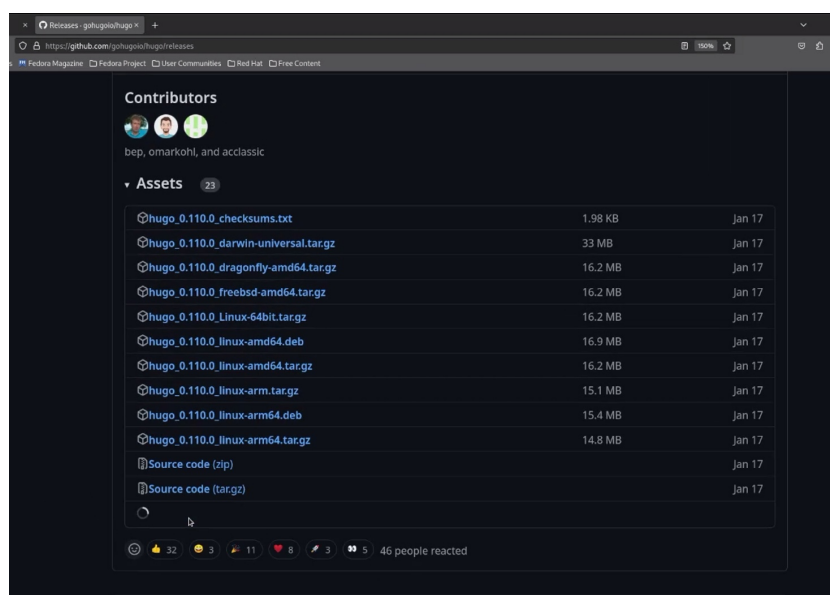 Releases · gohugoio/hugo
https://github.com/gohugoio/hugo/releases 150%
Fedora Magazine Fedora Project User Communities Red Hat Free Content
Contributors
bep, omarkohl, and acclassic
Assets 23
hugo_0.110.0_checksums.txt 1.98 KB Jan 17
hugo_0.110.0_darwin-universal.tar.gz 33 MB Jan 17
hugo_0.110.0_dragonfly-amd64.tar.gz 16.2 MB Jan 17
hugo_0.110.0_freebsd-amd64.tar.gz 16.2 MB Jan 17
hugo_0.110.0_Linux-64bit.tar.gz 16.2 MB Jan 17
hugo_0.110.0_linux-amd64.deb 16.9 MB Jan 17
hugo_0.110.0_linux-amd64.tar.gz 16.2 MB Jan 17
hugo_0.110.0_linux-arm.tar.gz 15.1 MB Jan 17
hugo_0.110.0_linux-arm64.deb 15.4 MB Jan 17
hugo_0.110.0_linux-arm64.tar.gz 14.8 MB Jan 17
Source code (zip) Jan 17
Source code (tar.gz) Jan 17
32 3 11 8 3 5 46 people reacted